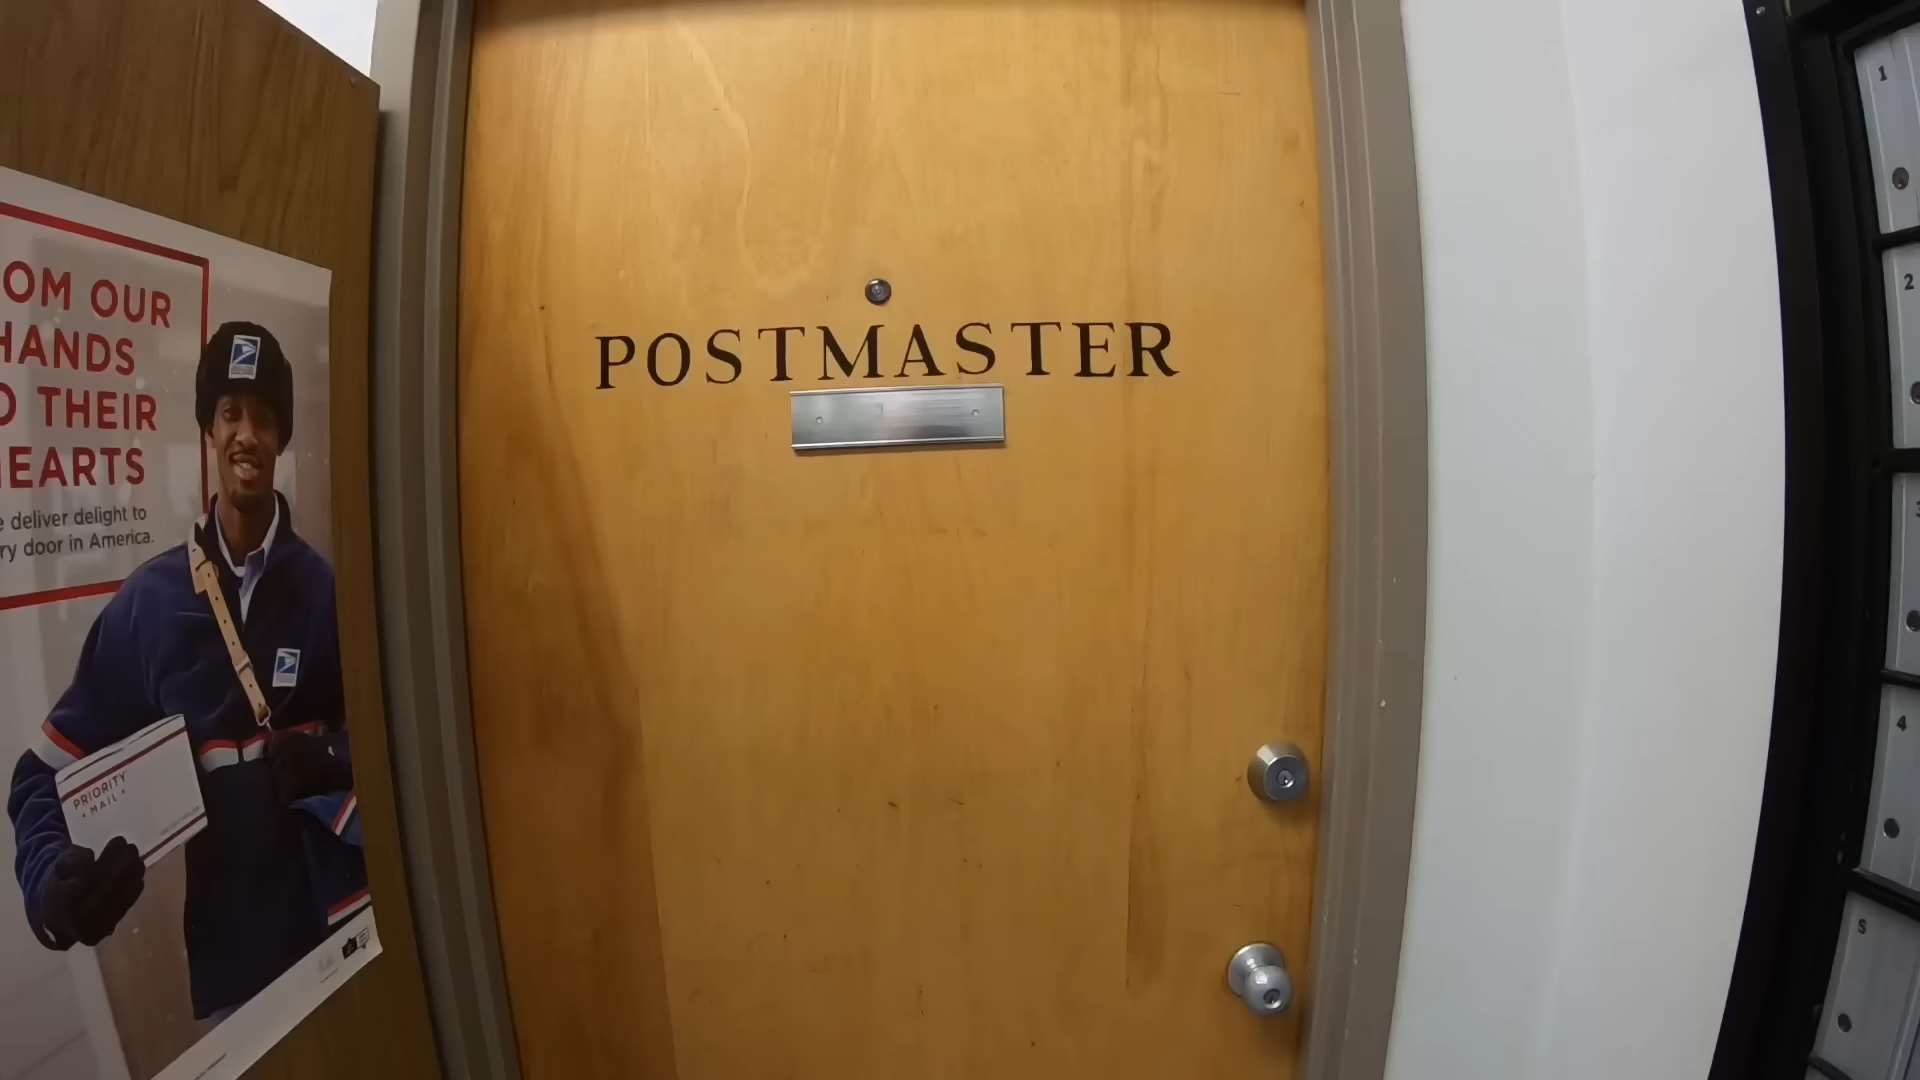 OM OUR
HANDS
O THEIR
HEARTS
e deliver delight to
ry door in America.
PRIORITY
MAIL
POSTMASTER
1
2
3
4
5